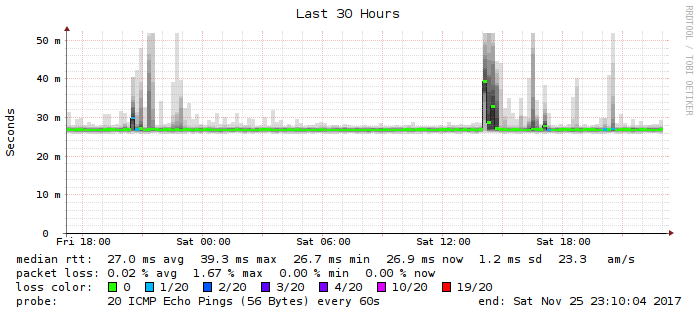 Last 30 Hours
RRDTOOL / TOBI OETIKER
Seconds
50 m
40 m
30 m
20 m
10 m
0
Fri 18:00 Sat 00:00 Sat 06:00 Sat 12:00 Sat 18:00
median rtt: 27.0 ms avg 39.3 ms max 26.7 ms min 26.9 ms now 1.2 ms sd 23.3 am/s
packet loss: 0.02 % avg 1.67 % max 0.00 % min 0.00 % now
loss color: 0 1/20 2/20 3/20 4/20 10/20 19/20
probe: 20 ICMP Echo Pings (56 Bytes) every 60s end: Sat Nov 25 23:10:04 2017